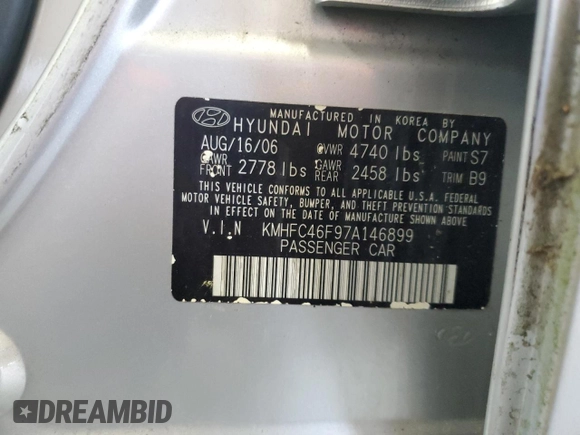 MANUFACTURED IN KOREA BY
HYUNDAI MOTOR COMPANY
AUG/16/06 GVWR 4740 lbs PAINT S7
GAWR FRONT 2778 lbs GAWR REAR 2458 lbs TRIM B9
THIS VEHICLE CONFORMS TO ALL APPLICABLE U.S.A. FEDERAL
MOTOR VEHICLE SAFETY, BUMPER, AND THEFT PREVENTION STANDARDS
IN EFFECT ON THE DATE OF MANUFACTURE SHOWN ABOVE
V.I.N KMHFC46F97A146899
PASSENGER CAR
DREAMBID